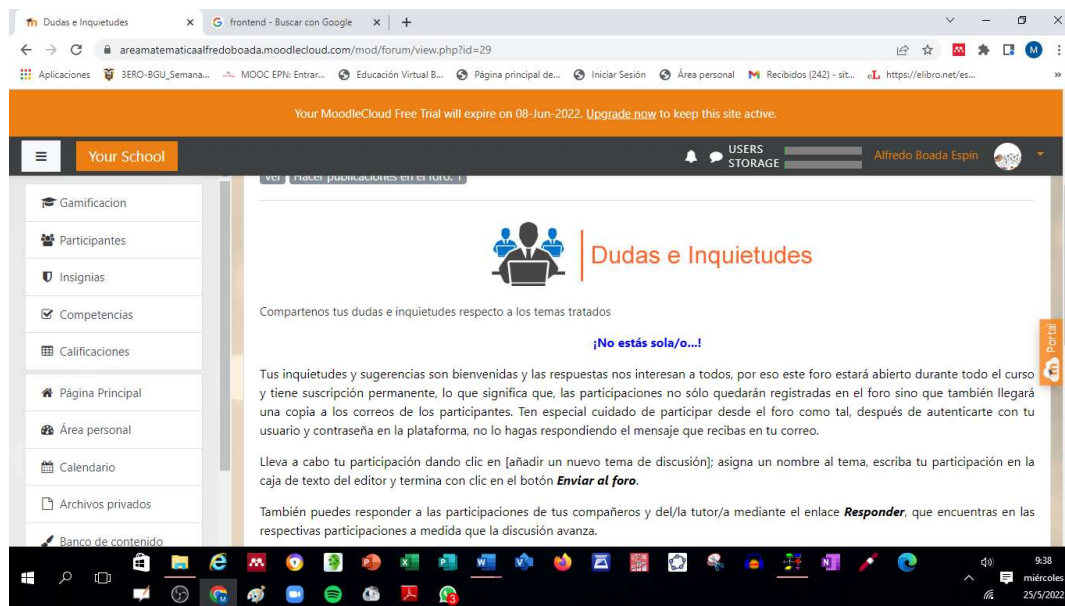 Dudas e Inquietudes
frontend - Buscar con Google
areamatematicaalfredoboada.moodlecloud.com/mod/forum/view.php?id=29
M
Aplicaciones
3ERO-BGU_Semana...
MOOC EPN: Entrar...
Educación Virtual B...
Página principal de...
Iniciar Sesión
Área personal
Recibidos (242) - sit...
https://elibro.net/es...
Your MoodleCloud Free Trial will expire on 08-Jun-2022. Upgrade now to keep this site active.
Your School
USERS
STORAGE
Alfredo Boada Espín
Ver Hacer publicaciones en el foro: 1
Gamificacion
Participantes
Insignias
Competencias
Calificaciones
Página Principal
Área personal
Calendario
Archivos privados
Banco de contenido
Dudas e Inquietudes
Compartenos tus dudas e inquietudes respecto a los temas tratados
¡No estás sola/o...!
Tus inquietudes y sugerencias son bienvenidas y las respuestas nos interesan a todos, por eso este foro estará abierto durante todo el curso
y tiene suscripción permanente, lo que significa que, las participaciones no sólo quedarán registradas en el foro sino que también llegará
una copia a los correos de los participantes. Ten especial cuidado de participar desde el foro como tal, después de autenticarte con tu
usuario y contraseña en la plataforma, no lo hagas respondiendo el mensaje que recibas en tu correo.
Lleva a cabo tu participación dando clic en [añadir un nuevo tema de discusión]; asigna un nombre al tema, escriba tu participación en la
caja de texto del editor y termina con clic en el botón Enviar al foro.
También puedes responder a las participaciones de tus compañeros y del/la tutor/a mediante el enlace Responder, que encuentras en las
respectivas participaciones a medida que la discusión avanza.
Portal
9:38
miércoles
25/5/2022